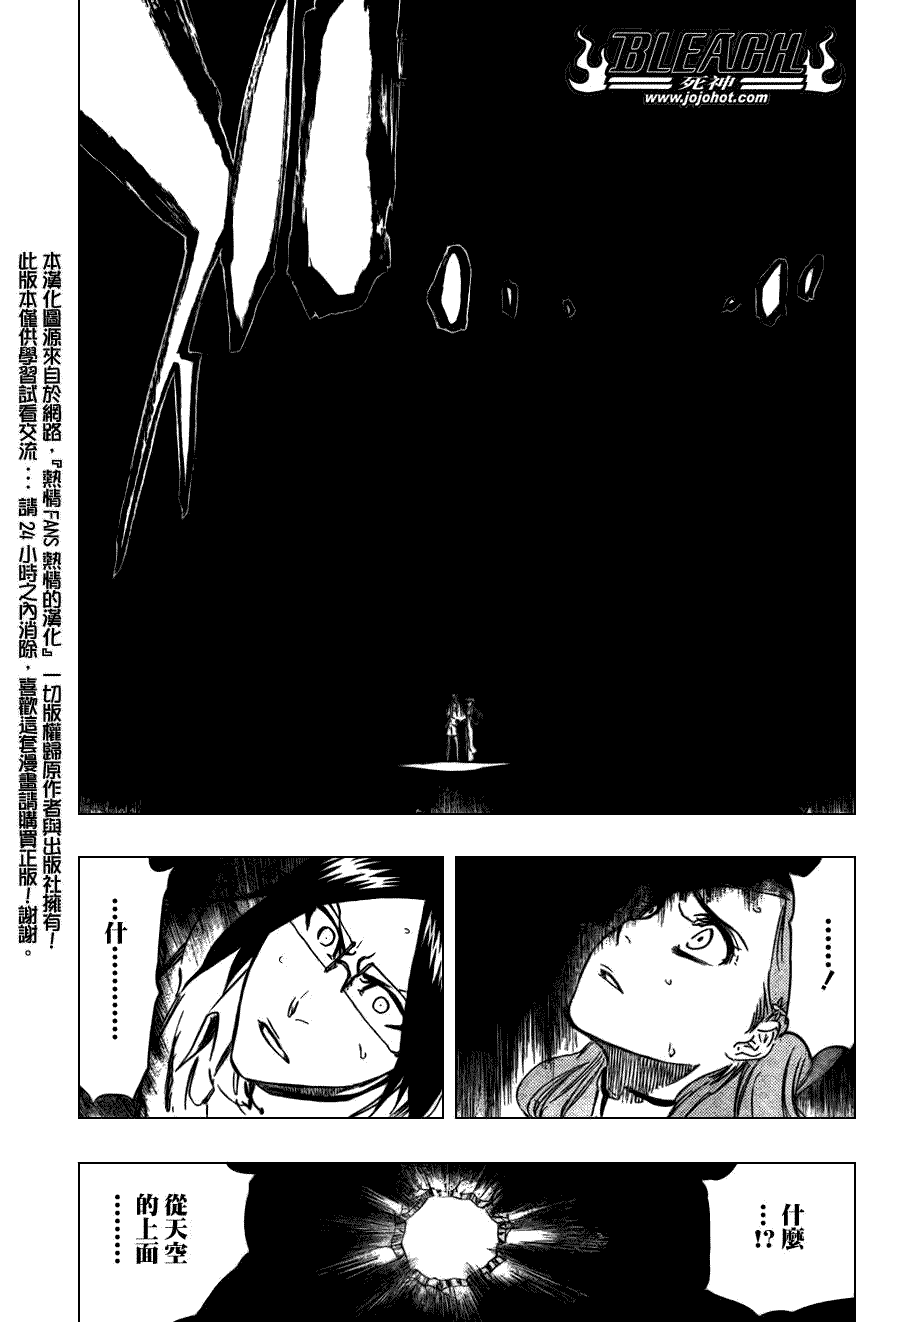 BLEACH
死神
www.jojohot.com
本漢化圖源來自於網路，『熱情FANS 熱情的漢化』一切版權歸原作者與出版社擁有！
此版本僅供學習試看交流… 請 24 小時之內消除，喜歡這套漫畫請購買正版！謝謝。
……！
…什…………
什麼
…!?
從天空
的上面
………